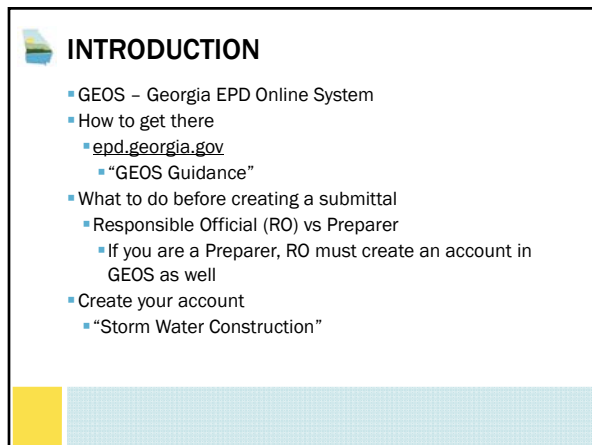 INTRODUCTION
GEOS – Georgia EPD Online System
How to get there
epd.georgia.gov
“GEOS Guidance”
What to do before creating a submittal
Responsible Official (RO) vs Preparer
If you are a Preparer, RO must create an account in
GEOS as well
Create your account
“Storm Water Construction”